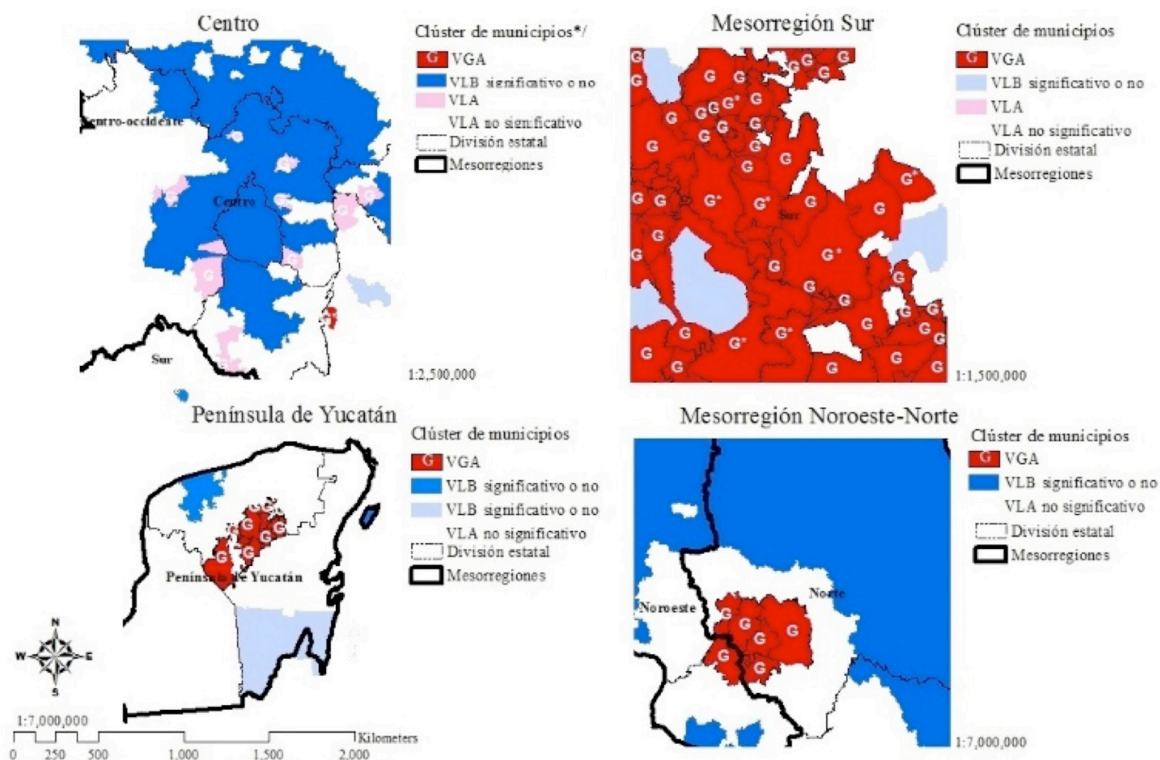 Centro
Clúster de municipios*/
G VGA
VLB significativo o no
VLA
VLA no significativo
División estatal
Mesorregiones
Centro-occidente
Centro
G
G
Sur
1:2,500,000
Mesorregión Sur
Clúster de municipios
G VGA
VLB significativo o no
VLA
VLA no significativo
División estatal
Mesorregiones
G G G G G
G G G*
G G G G* G
G G G G
G G G
G G* G* G G
Sur
G G G G*
G G G G G
G G G* G* G G
G G G G G
1:1,500,000
Península de Yucatán
Clúster de municipios
G VGA
VLB significativo o no
VLB significativo o no
VLA no significativo
División estatal
Mesorregiones
G G G
G G G
G G
Península de Yucatán
N
W E
S
1:7,000,000
Kilometers
0 250 500 1,000 1,500 2,000
Mesorregión Noroeste-Norte
Clúster de municipios
G VGA
VLB significativo o no
VLA no significativo
División estatal
Mesorregiones
Noroeste
Norte
G
G G G
G G
1:7,000,000